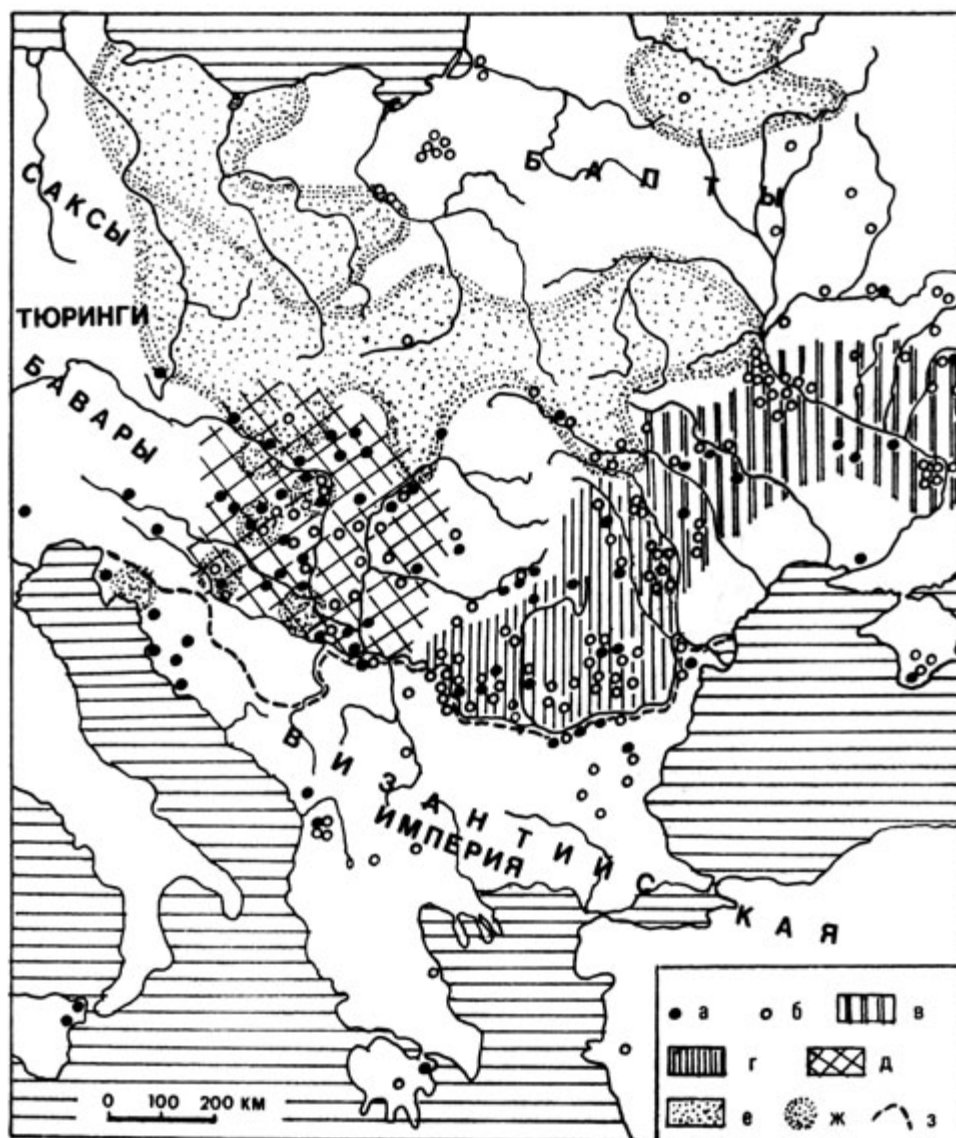 САКСЫ
БАЛТЫ
ТЮРИНГИ
БАВАРЫ
ВИЗАНТИЙСКАЯ
ИМПЕРИЯ
0 100 200 КМ
а б в
г д
е ж з